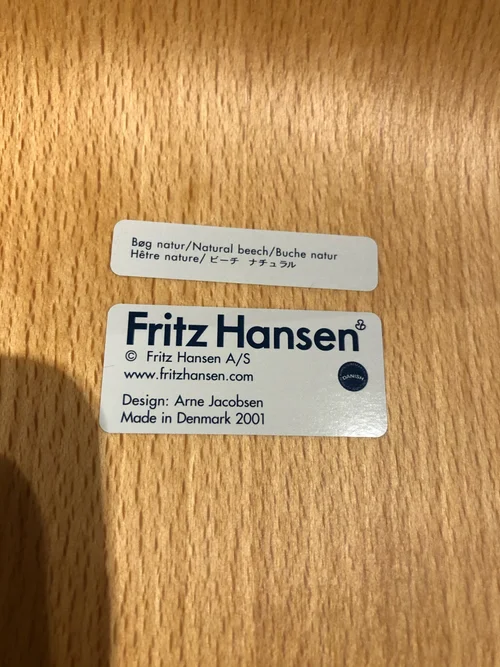 Bøg natur/Natural beech/Buche natur
Hêtre nature/ ビーチ ナチュラル
Fritz Hansen
© Fritz Hansen A/S
www.fritzhansen.com
DANISH
Design: Arne Jacobsen
Made in Denmark 2001